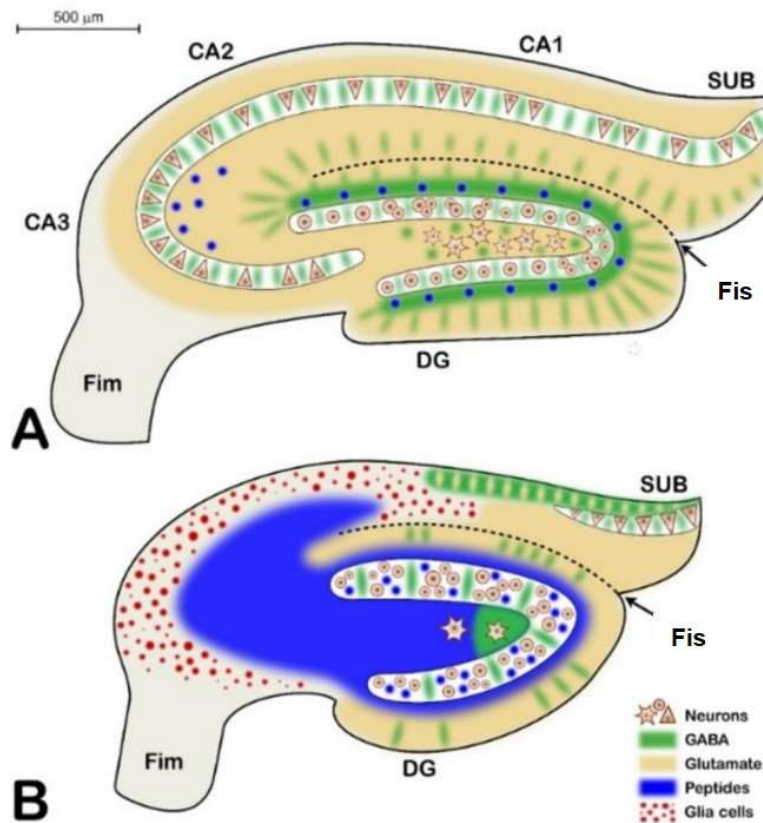 500 µm
CA2
CA1
SUB
CA3
Fis
DG
Fim
A
SUB
Fis
Fim
DG
B
Neurons
GABA
Glutamate
Peptides
Glia cells